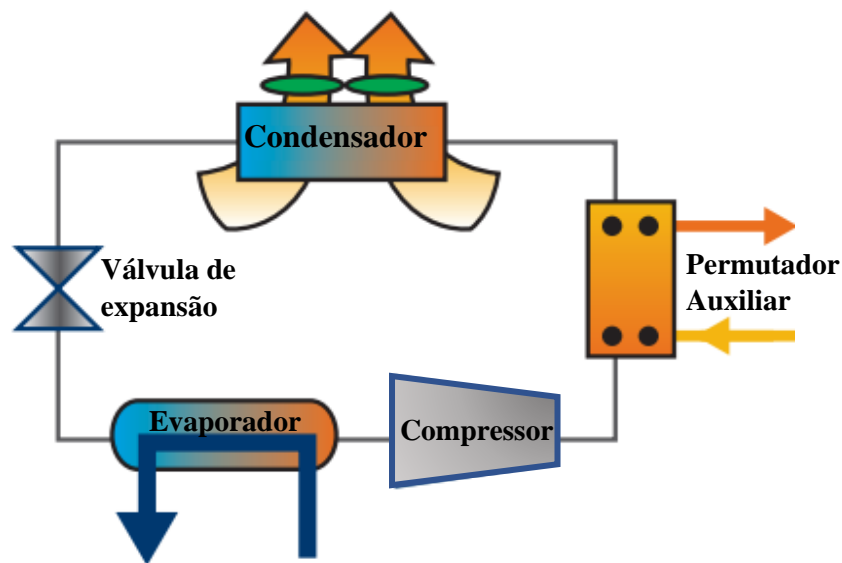 Condensador
Válvula de
expansão
Permutador
Auxiliar
Evaporador
Compressor